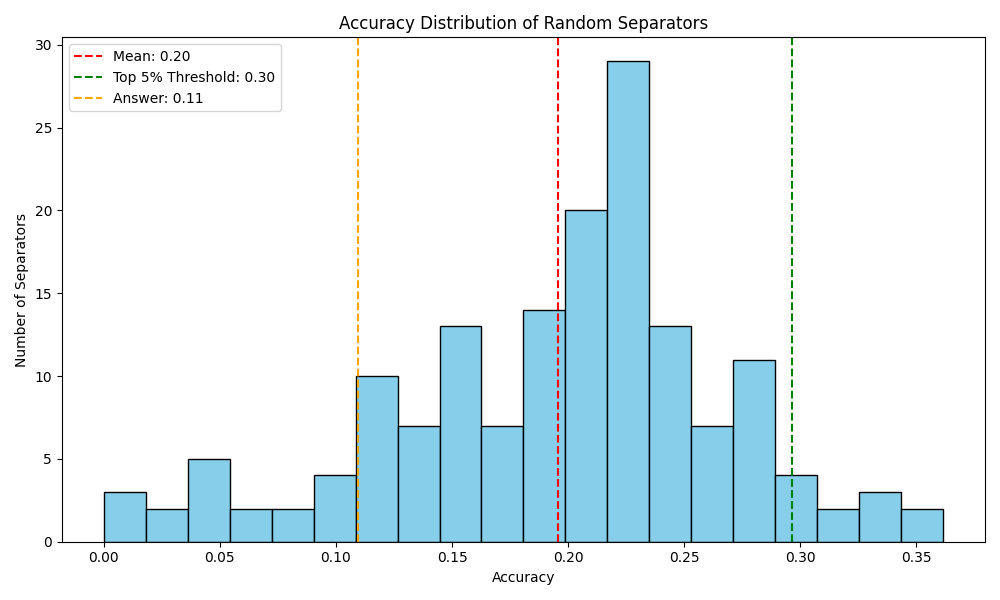 Accuracy Distribution of Random Separators
Mean: 0.20
Top 5% Threshold: 0.30
Answer: 0.11
Number of Separators
30
25
20
15
10
5
0
0.00 0.05 0.10 0.15 0.20 0.25 0.30 0.35
Accuracy